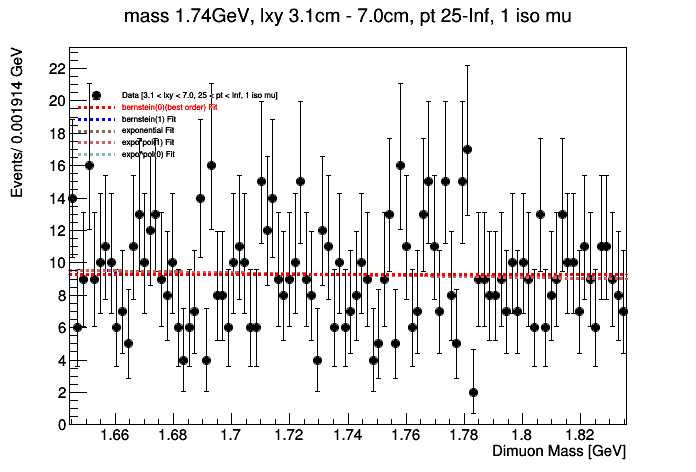 mass 1.74GeV, lxy 3.1cm - 7.0cm, pt 25-Inf, 1 iso mu
Events/ 0.001914 GeV
22
20
18
16
14
12
10
8
6
4
2
0
Data [3.1 < lxy < 7.0, 25 < pt < Inf, 1 iso mu]
bernstein(0)(best order) Fit
bernstein(1) Fit
exponential Fit
expo*pol(1) Fit
expo*pol(0) Fit
1.66 1.68 1.7 1.72 1.74 1.76 1.78 1.8 1.82
Dimuon Mass [GeV]